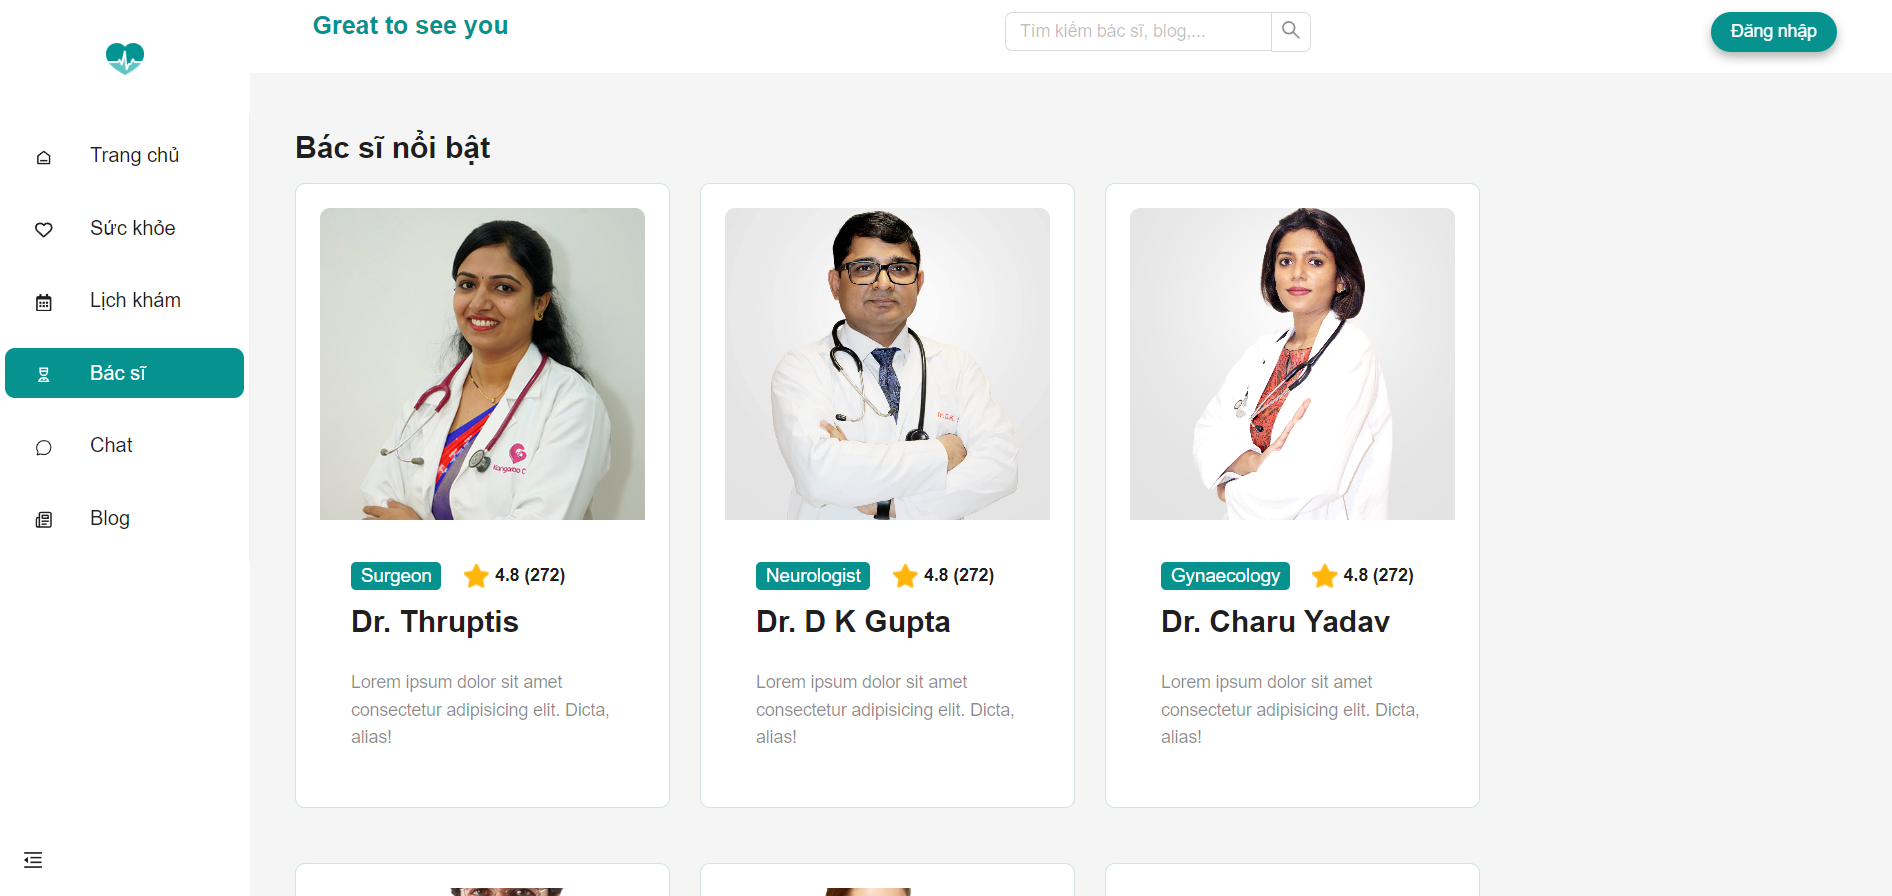 Great to see you
Tìm kiếm bác sĩ, blog,...
Đăng nhập
Trang chủ
Sức khỏe
Lịch khám
Bác sĩ
Chat
Blog
Bác sĩ nổi bật
Kangaroo C
Surgeon
4.8 (272)
Dr. Thruptis
Lorem ipsum dolor sit amet
consectetur adipisicing elit. Dicta,
alias!
Dr. D.K.
Neurologist
4.8 (272)
Dr. D K Gupta
Lorem ipsum dolor sit amet
consectetur adipisicing elit. Dicta,
alias!
Gynaecology
4.8 (272)
Dr. Charu Yadav
Lorem ipsum dolor sit amet
consectetur adipisicing elit. Dicta,
alias!